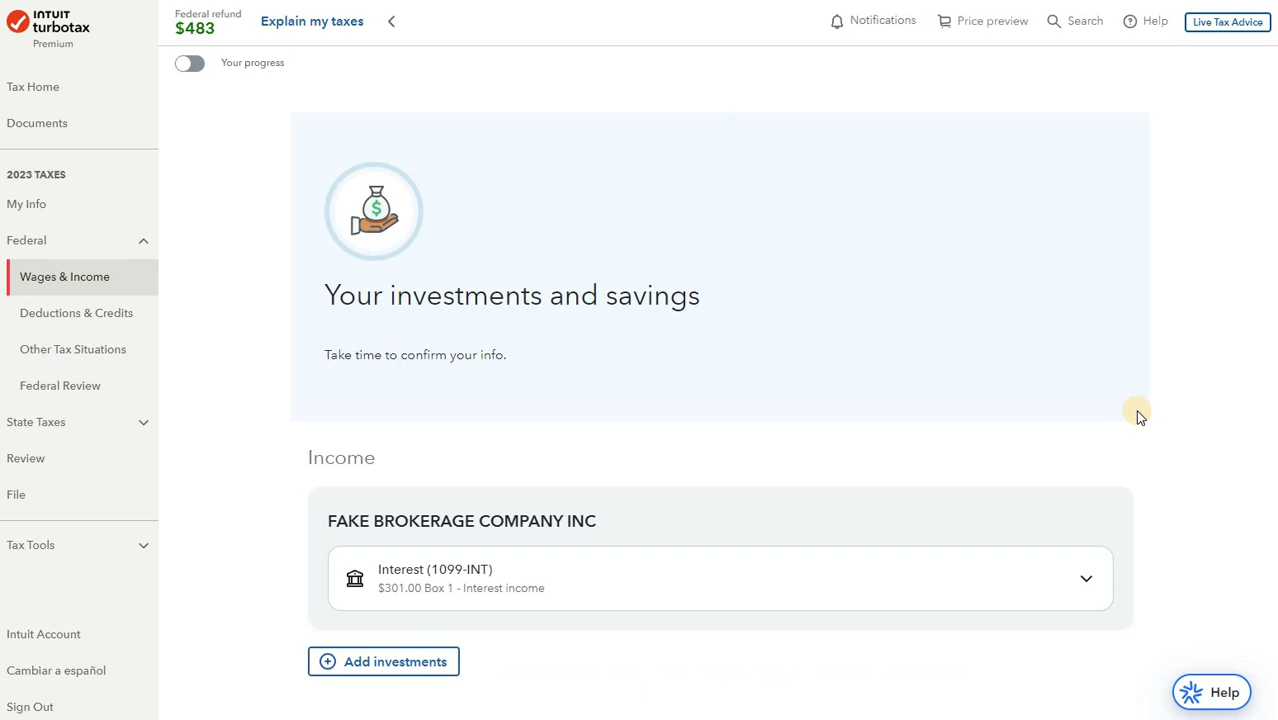 INTUIT
turbotax
Premium
Federal refund
$483
Explain my taxes
Notifications
Price preview
Search
Help
Live Tax Advice
Your progress
Tax Home
Documents
2023 TAXES
My Info
Federal
Wages & Income
Deductions & Credits
Other Tax Situations
Federal Review
State Taxes
Review
File
Tax Tools
Intuit Account
Cambiar a español
Sign Out
$
Your investments and savings
Take time to confirm your info.
Income
FAKE BROKERAGE COMPANY INC
Interest (1099-INT)
$301.00 Box 1 - Interest income
Add investments
Help